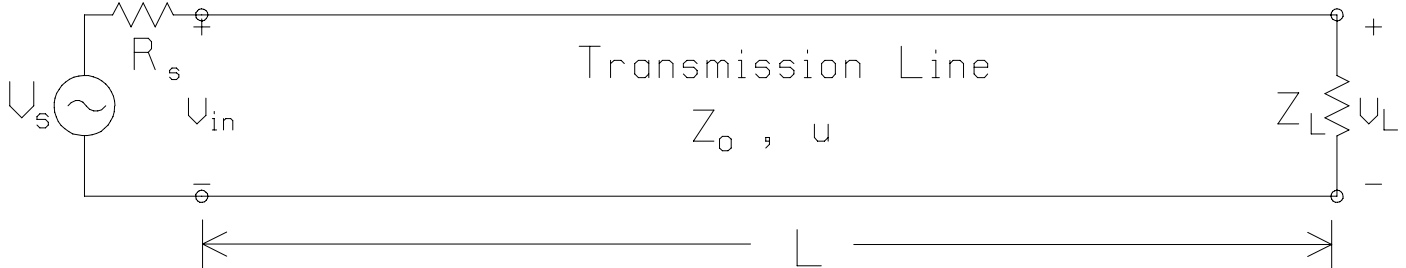 + +
R s
Transmission Line
V s
V in
Z o , u
Z L
V L
- -
L